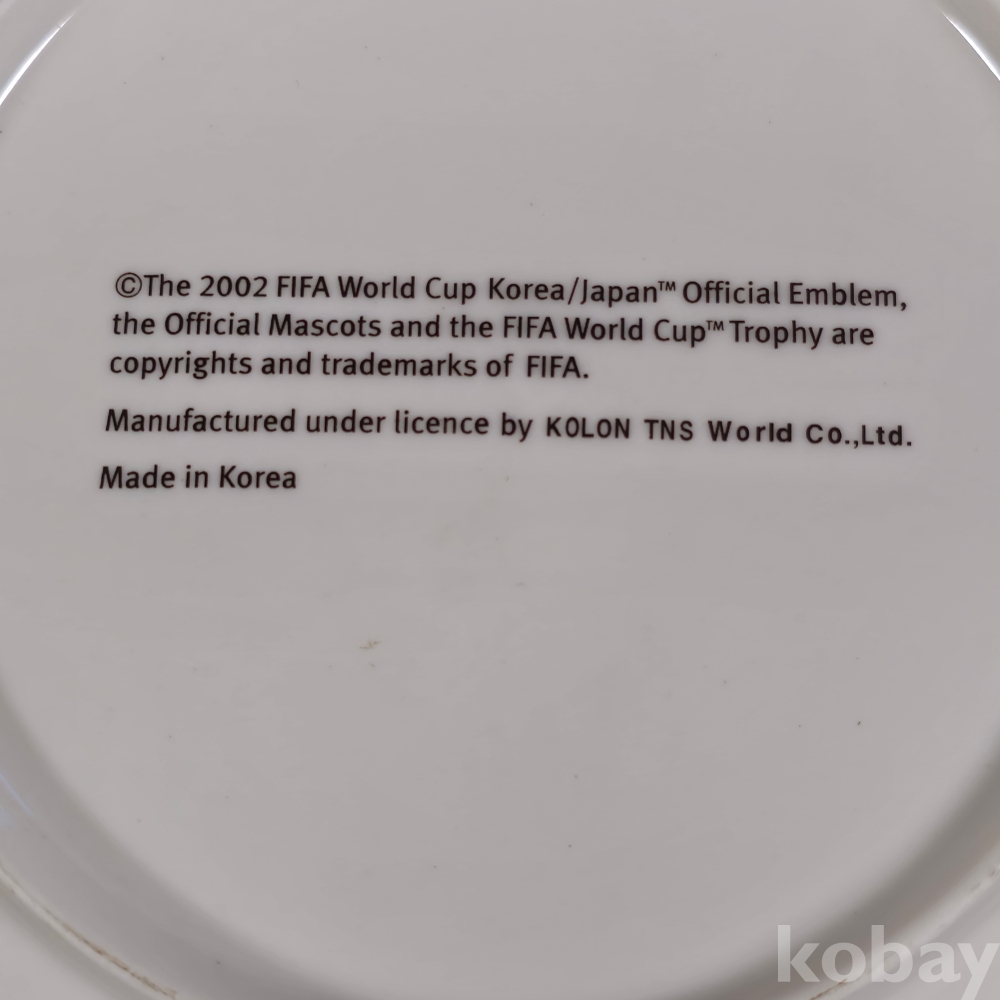 ©The 2002 FIFA World Cup Korea/Japan™ Official Emblem,
the Official Mascots and the FIFA World Cup™ Trophy are
copyrights and trademarks of FIFA.
Manufactured under licence by KOLON TNS World Co.,Ltd.
Made in Korea
kobay